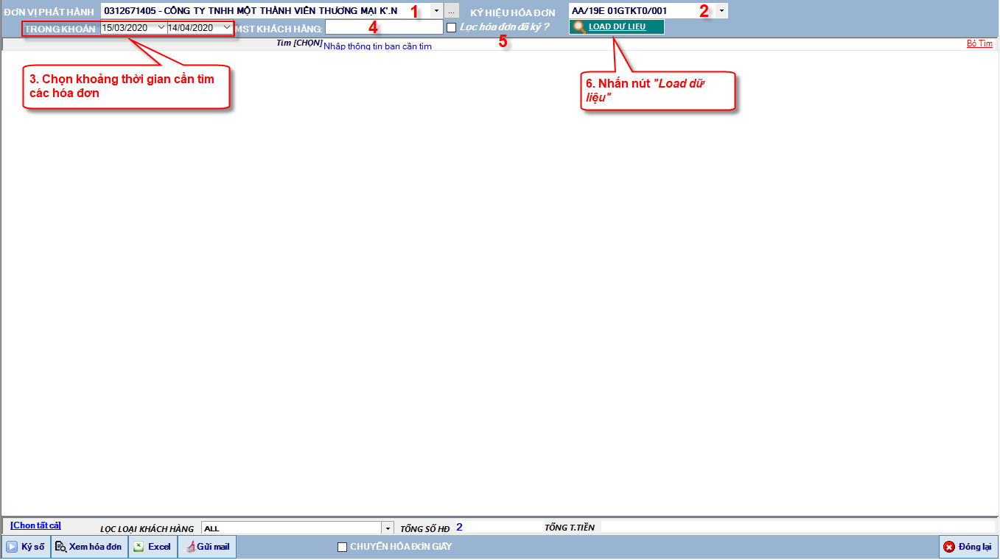 ĐƠN VỊ PHÁT HÀNH 0312671405 - CÔNG TY TNHH MỘT THÀNH VIÊN THƯƠNG MẠI K'.N 1 ... KÝ HIỆU HÓA ĐƠN AA/19E 01GTKT0/001 2
TRONG KHOẢN 15/03/2020 14/04/2020 MST KHÁCH HÀNG: 4 Lọc hóa đơn đã ký ? LOAD DỮ LIỆU
5
Tìm [CHỌN] Nhập thông tin bạn cần tìm Bỏ Tìm
3. Chọn khoảng thời gian cần tìm
các hóa đơn
6. Nhấn nút "Load dữ
liệu"
[Chọn tất cả] LỌC LOẠI KHÁCH HÀNG ALL TỔNG SỐ HĐ 2 TỔNG T.TIỀN
Ký số Xem hóa đơn Excel Gửi mail CHUYỂN HÓA ĐƠN GIẤY Đóng lại